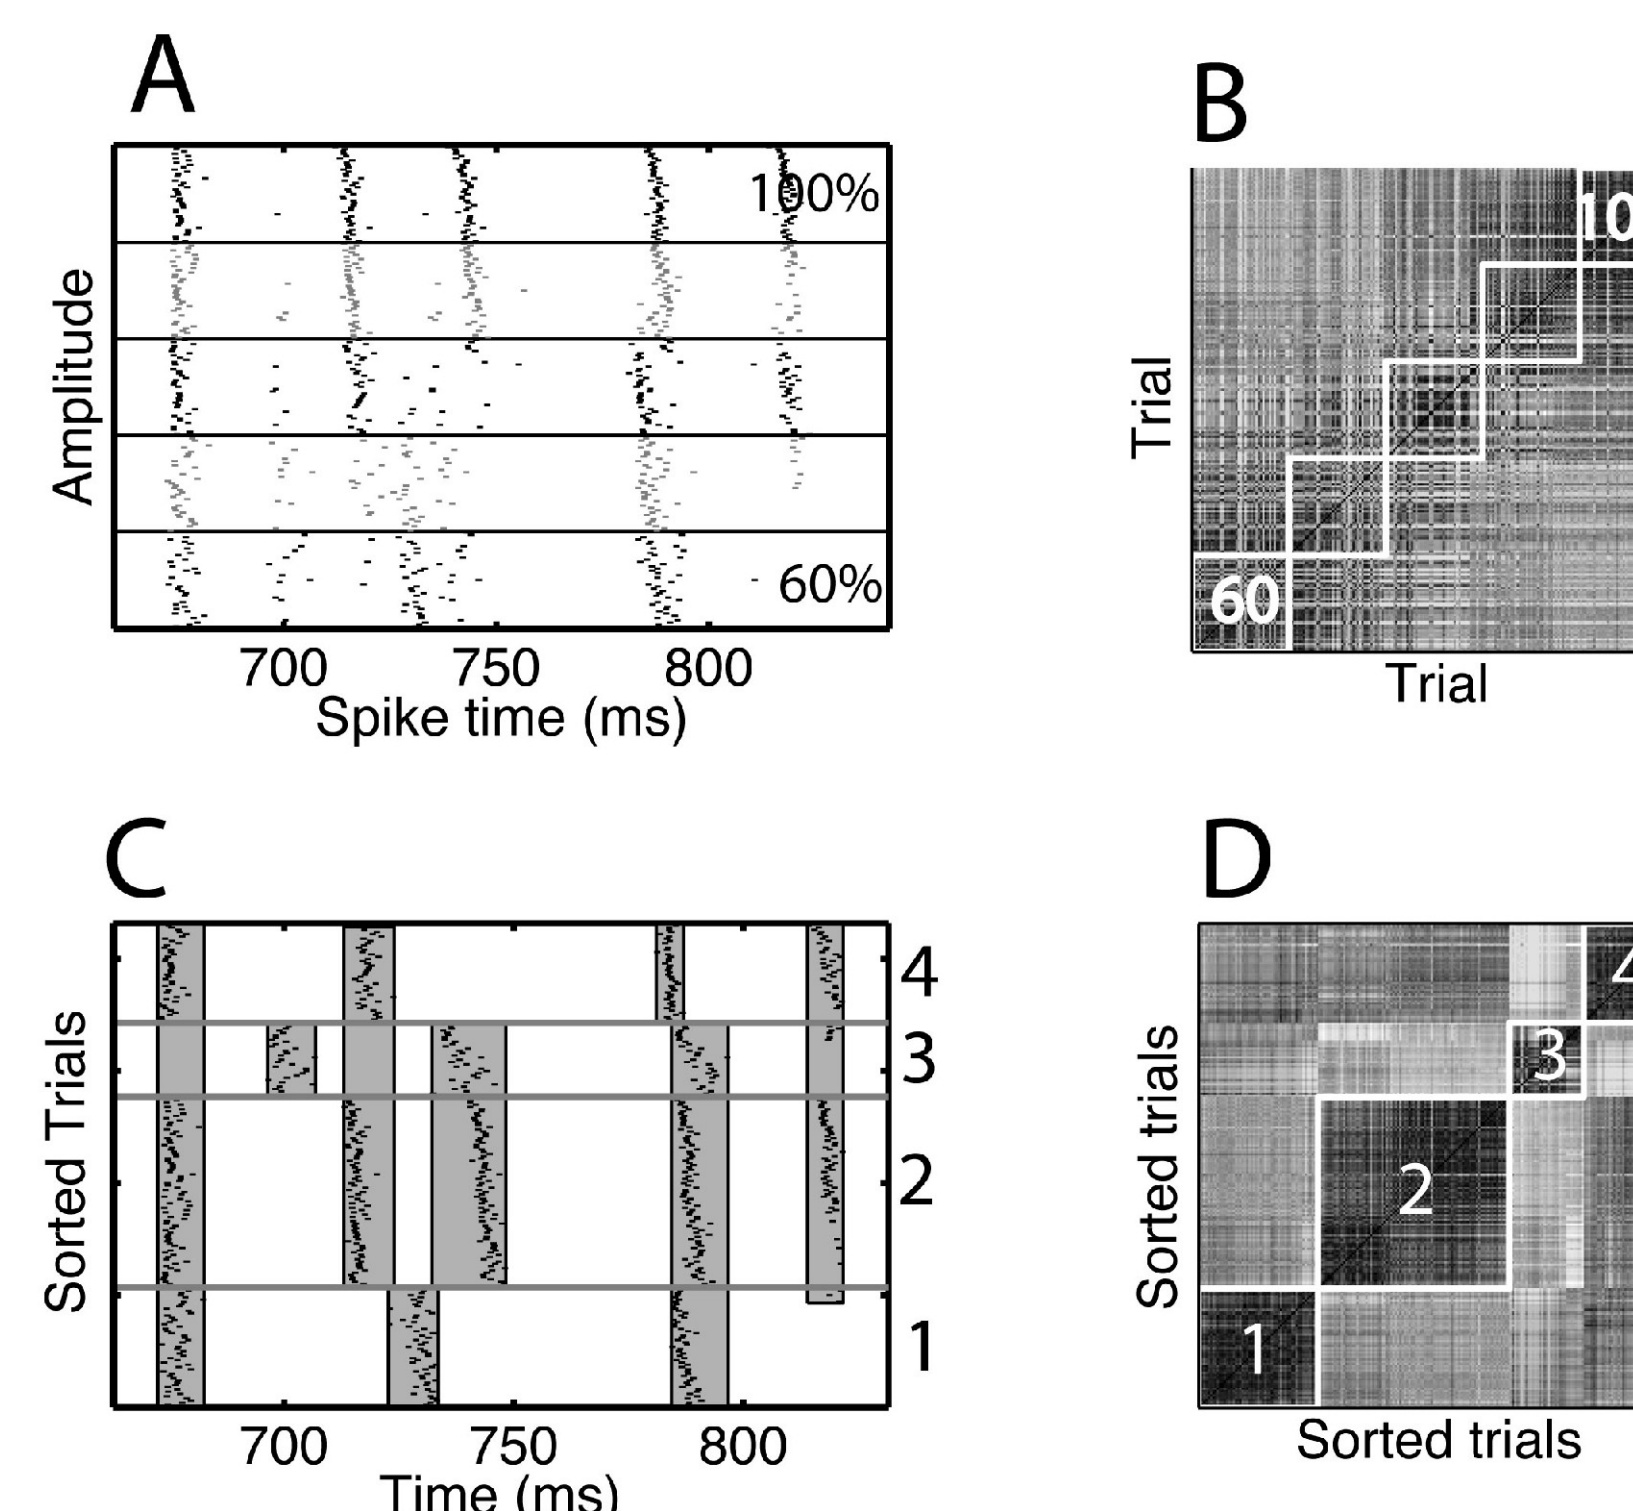 A
B
100%
10
Amplitude
Trial
60%
60
700 750 800
Spike time (ms)
Trial
C
D
4
4
3
3
Sorted Trials
Sorted trials
2
2
1
1
700 750 800
Time (ms)
Sorted trials